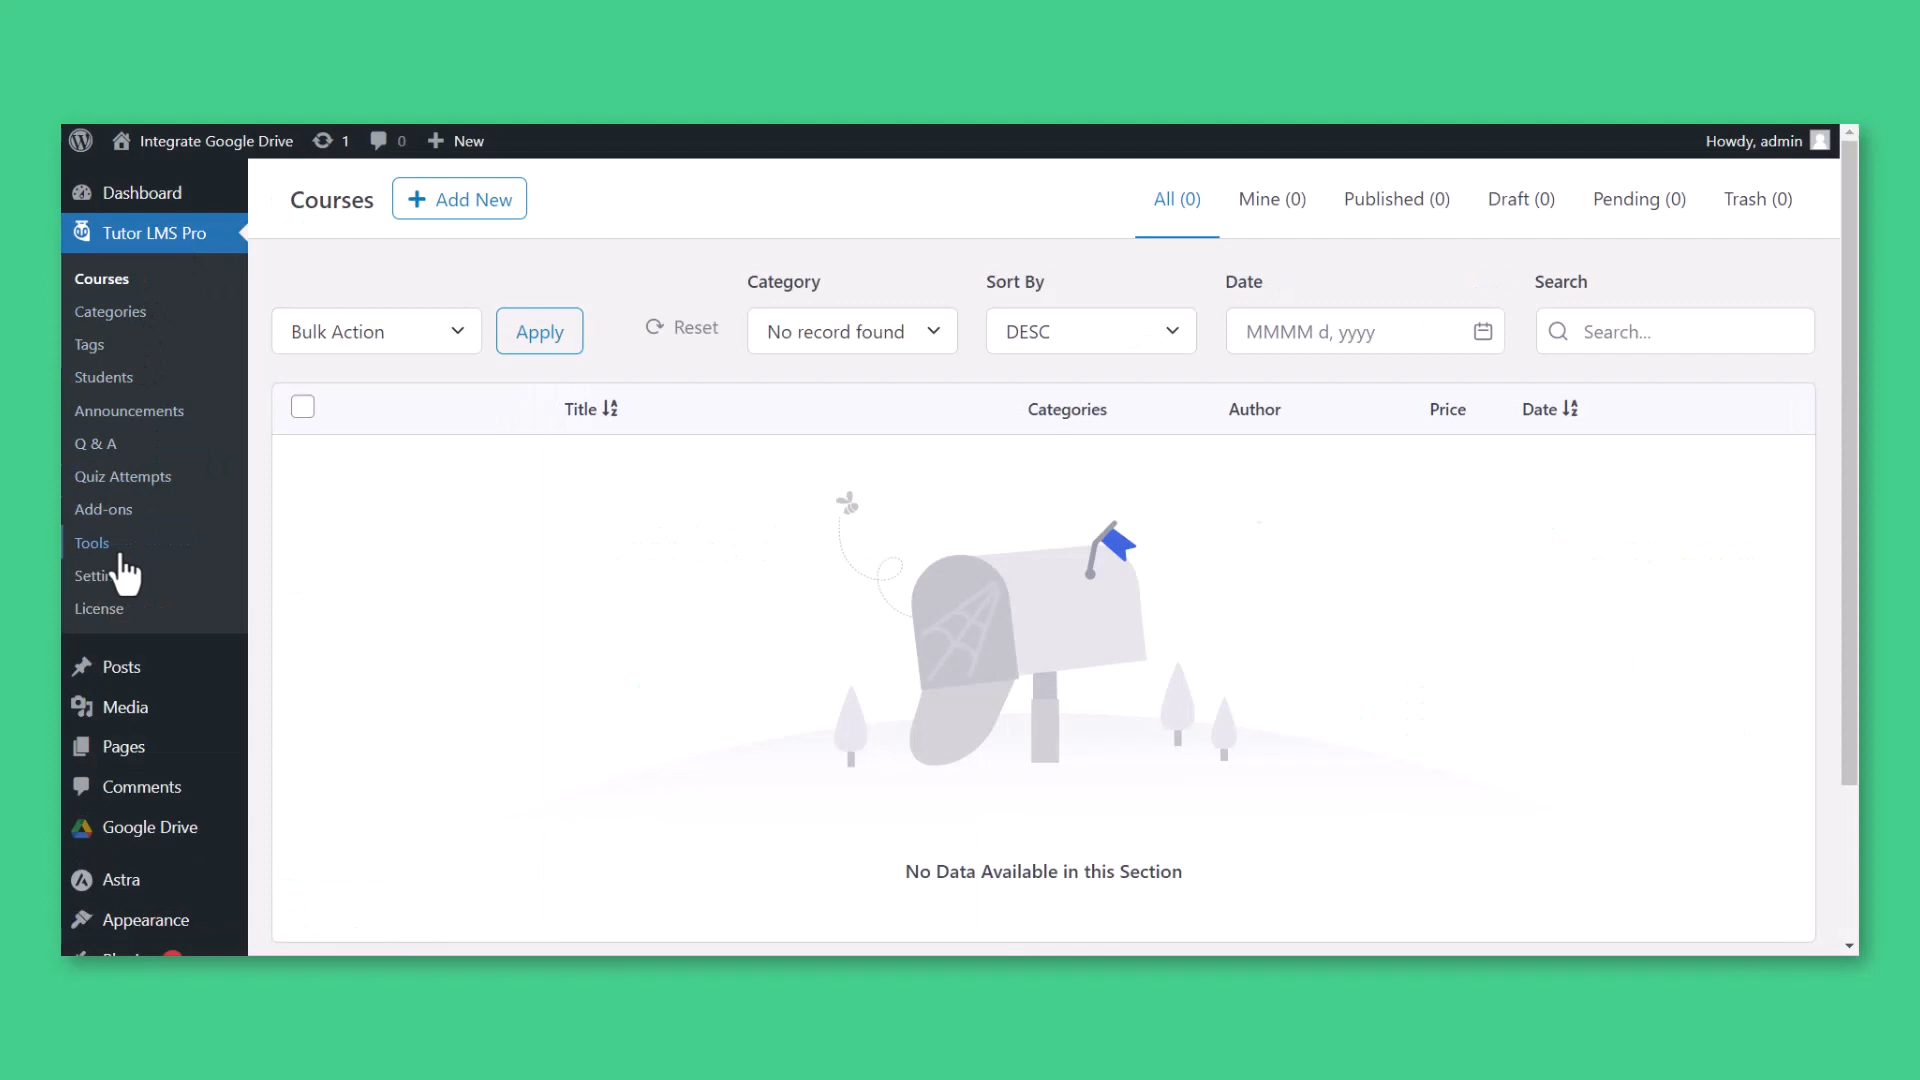 Integrate Google Drive 1 0 New Howdy, admin
Dashboard
Tutor LMS Pro
Courses
Categories
Tags
Students
Announcements
Q & A
Quiz Attempts
Add-ons
Tools
License
Posts
Media
Pages
Comments
Google Drive
Astra
Appearance
Courses Add New All (0) Mine (0) Published (0) Draft (0) Pending (0) Trash (0)
Category Sort By Date Search
Bulk Action Apply Reset No record found DESC MMMM d, yyyy Search...
Title Categories Author Price Date
No Data Available in this Section